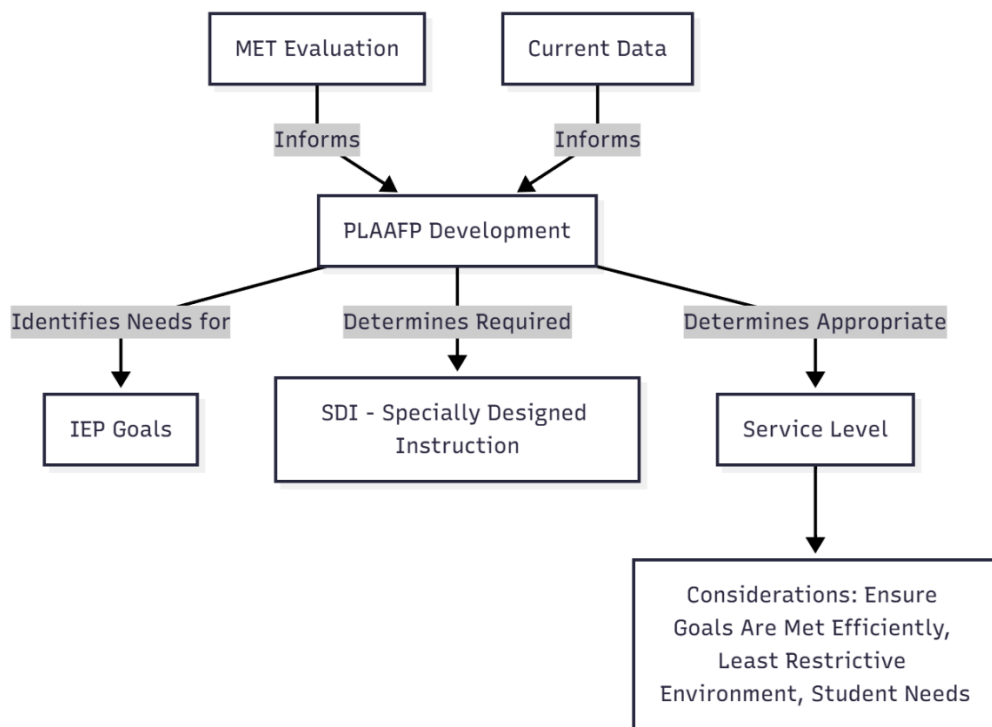 MET Evaluation
Current Data
Informs
Informs
PLAAFP Development
Identifies Needs for
Determines Required
Determines Appropriate
IEP Goals
SDI - Specially Designed
Instruction
Service Level
Considerations: Ensure
Goals Are Met Efficiently,
Least Restrictive
Environment, Student Needs